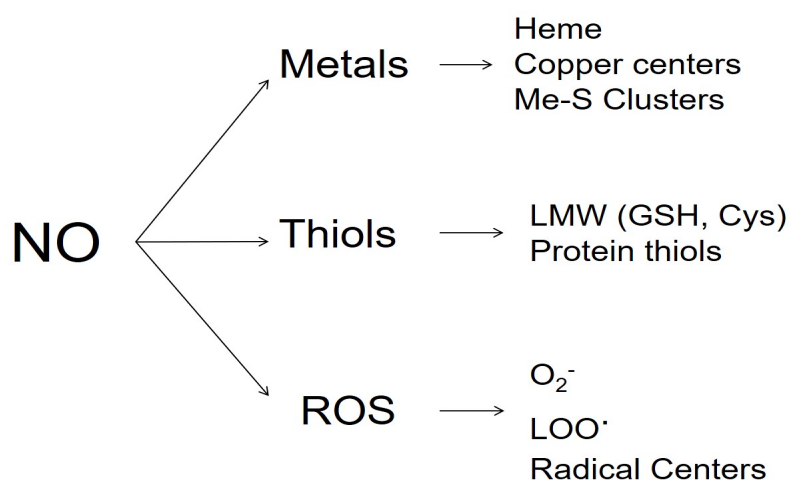 NO
Metals
Heme
Copper centers
Me-S Clusters
Thiols
LMW (GSH, Cys)
Protein thiols
ROS
O₂⁻
LOO˙
Radical Centers